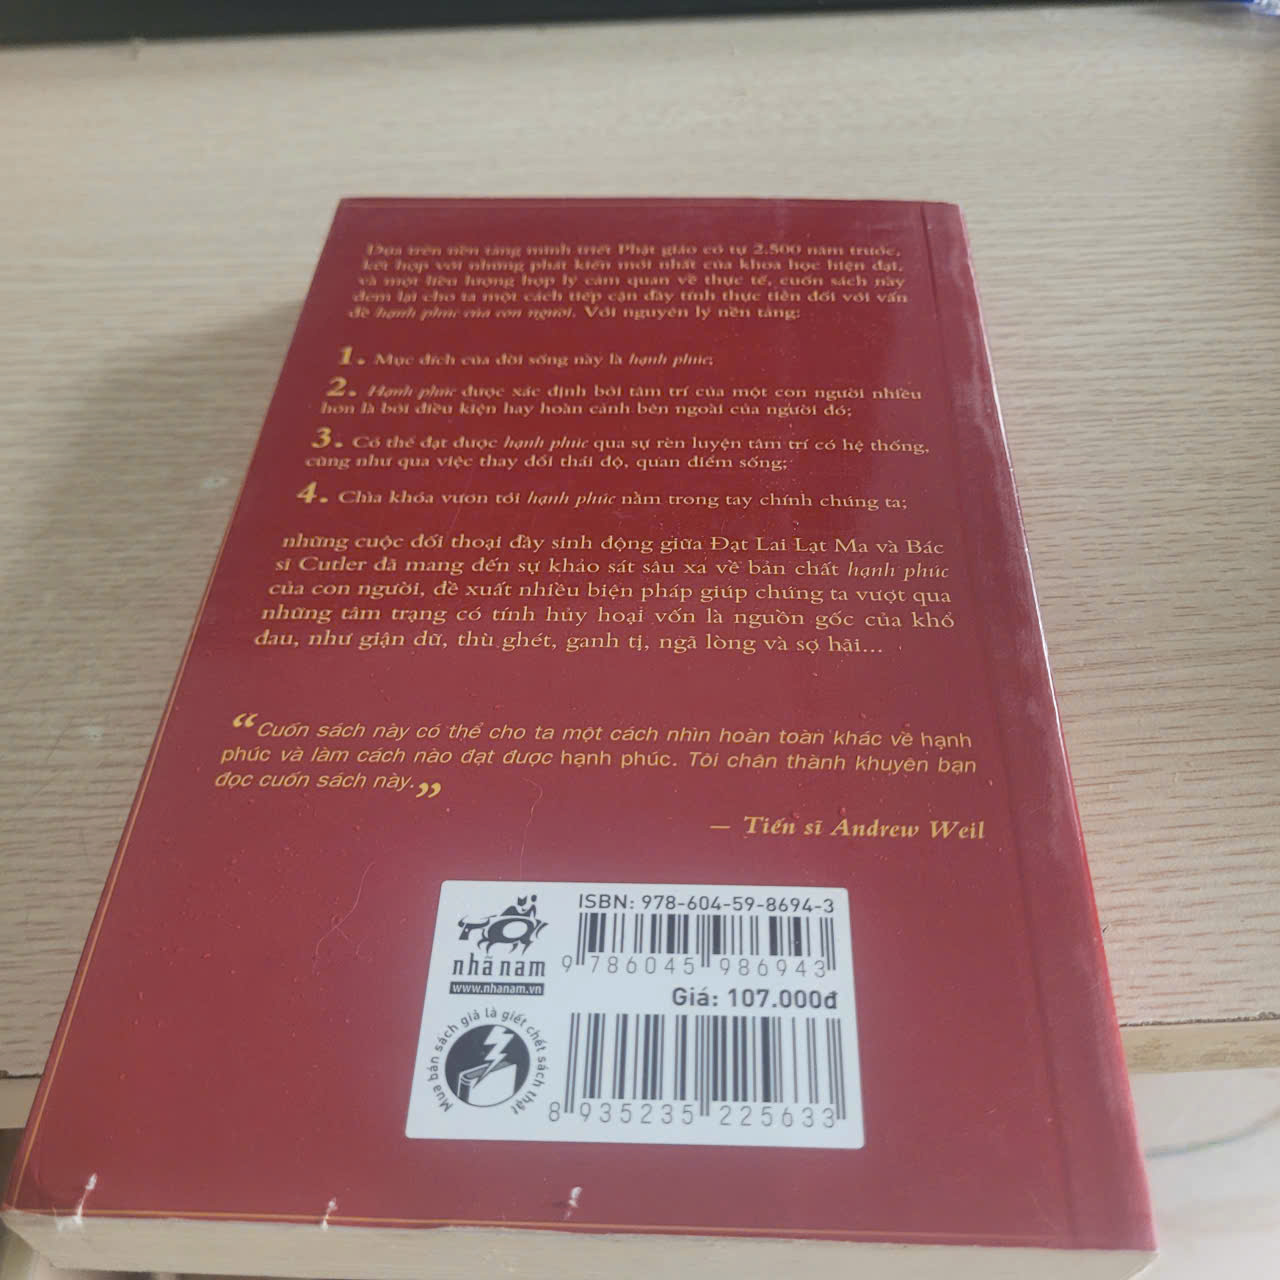 Dựa trên nền tảng minh triết Phật giáo có từ 2.500 năm trước,
kết hợp với những phát kiến mới nhất của khoa học hiện đại,
và một liều lượng hợp lý cảm quan về thực tế, cuốn sách này
đem lại cho ta một cách tiếp cận đầy tính thực tiễn đối với vấn
đề hạnh phúc của con người. Với nguyên lý nền tảng:
1. Mục đích của đời sống này là hạnh phúc;
2. Hạnh phúc được xác định bởi tâm trí của một con người nhiều
hơn là bởi điều kiện hay hoàn cảnh bên ngoài của người đó;
3. Có thể đạt được hạnh phúc qua sự rèn luyện tâm trí có hệ thống,
cũng như qua việc thay đổi thái độ, quan điểm sống;
4. Chìa khóa vươn tới hạnh phúc nằm trong tay chính chúng ta;
những cuộc đối thoại đầy sinh động giữa Đạt Lai Lạt Ma và Bác
sĩ Cutler đã mang đến sự khảo sát sâu xa về bản chất hạnh phúc
của con người, đề xuất nhiều biện pháp giúp chúng ta vượt qua
những tâm trạng có tính hủy hoại vốn là nguồn gốc của khổ
đau, như giận dữ, thù ghét, ganh tị, ngã lòng và sợ hãi...
“Cuốn sách này có thể cho ta một cách nhìn hoàn toàn khác về hạnh
phúc và làm cách nào đạt được hạnh phúc. Tôi chân thành khuyên bạn
đọc cuốn sách này.”
— Tiến sĩ Andrew Weil
ISBN: 978-604-59-8694-3
9 786045 986943
nhã nam
www.nhanam.vn
Giá: 107.000đ
Mua bán sách giả là giết chết sách thật
8 935235 225633